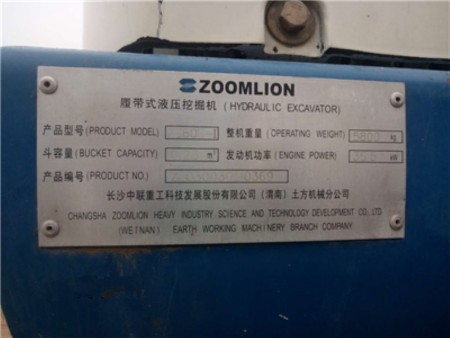 ZOOMLION
履带式液压挖掘机 (HYDRAULIC EXCAVATOR)
产品型号(PRODUCT MODEL) 整机重量(OPERATING WEIGHT) kg
斗容量(BUCKET CAPACITY) m³ 发动机功率(ENGINE POWER) kW
产品编号(PRODUCT NO.)
长沙中联重工科技发展股份有限公司(渭南)土方机械分公司
CHANGSHA ZOOMLION HEAVY INDUSTRY SCIENCE AND TECHNOLOGY DEVELOPMENT CO., LTD
(WEINAN) EARTH WORKING MACHINERY BRANCH COMPANY